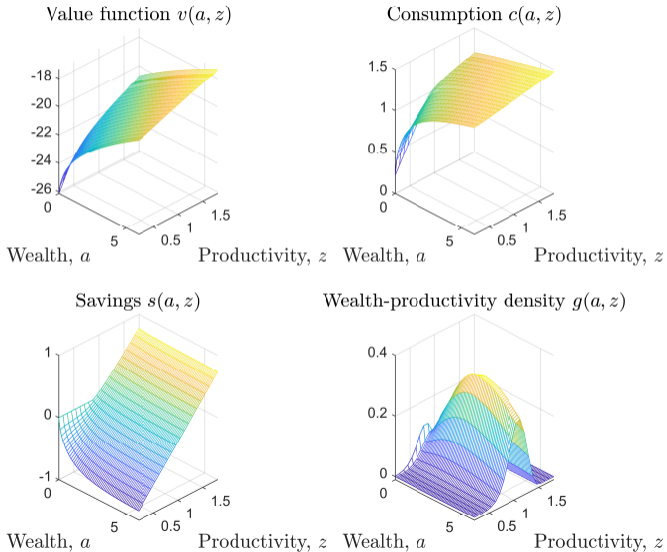 Value function v(a, z)
Consumption c(a, z)
-18
-20
-22
-24
-26
0
5
0.5
1
1.5
Wealth, a
Productivity, z
1.5
1
0.5
0
0
5
0.5
1
1.5
Wealth, a
Productivity, z
Savings s(a, z)
Wealth-productivity density g(a, z)
1
0
-1
0
5
0.5
1
1.5
Wealth, a
Productivity, z
0.4
0.2
0
0
5
0.5
1
1.5
Wealth, a
Productivity, z